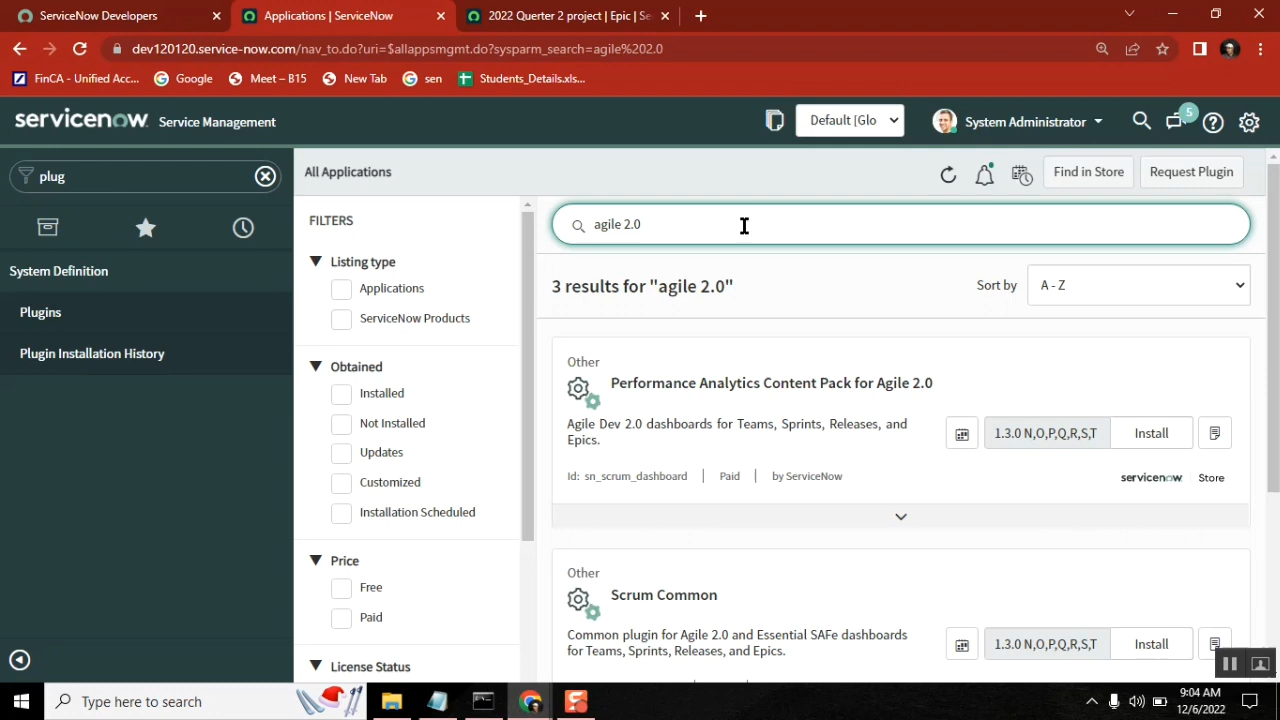 ServiceNow Developers
Applications | ServiceNow
2022 Querter 2 project | Epic | Se
dev120120.service-now.com/nav_to.do?uri=$allappsmgmt.do?sysparm_search=agile%202.0
FinCA - Unified Acc...
Google
Meet – B15
New Tab
sen
Students_Details.xls...
servicenow Service Management
Default [Glo
System Administrator
5
plug
System Definition
Plugins
Plugin Installation History
All Applications
Find in Store
Request Plugin
FILTERS
Listing type
Applications
ServiceNow Products
Obtained
Installed
Not Installed
Updates
Customized
Installation Scheduled
Price
Free
Paid
License Status
agile 2.0
3 results for "agile 2.0"
Sort by
A - Z
Other
Performance Analytics Content Pack for Agile 2.0
Agile Dev 2.0 dashboards for Teams, Sprints, Releases, and
Epics.
1.3.0 N,O,P,Q,R,S,T
Install
Id: sn_scrum_dashboard | Paid | by ServiceNow
servicenow Store
Other
Scrum Common
Common plugin for Agile 2.0 and Essential SAFe dashboards
for Teams, Sprints, Releases, and Epics.
1.3.0 N,O,P,Q,R,S,T
Install
Type here to search
9:04 AM
12/6/2022